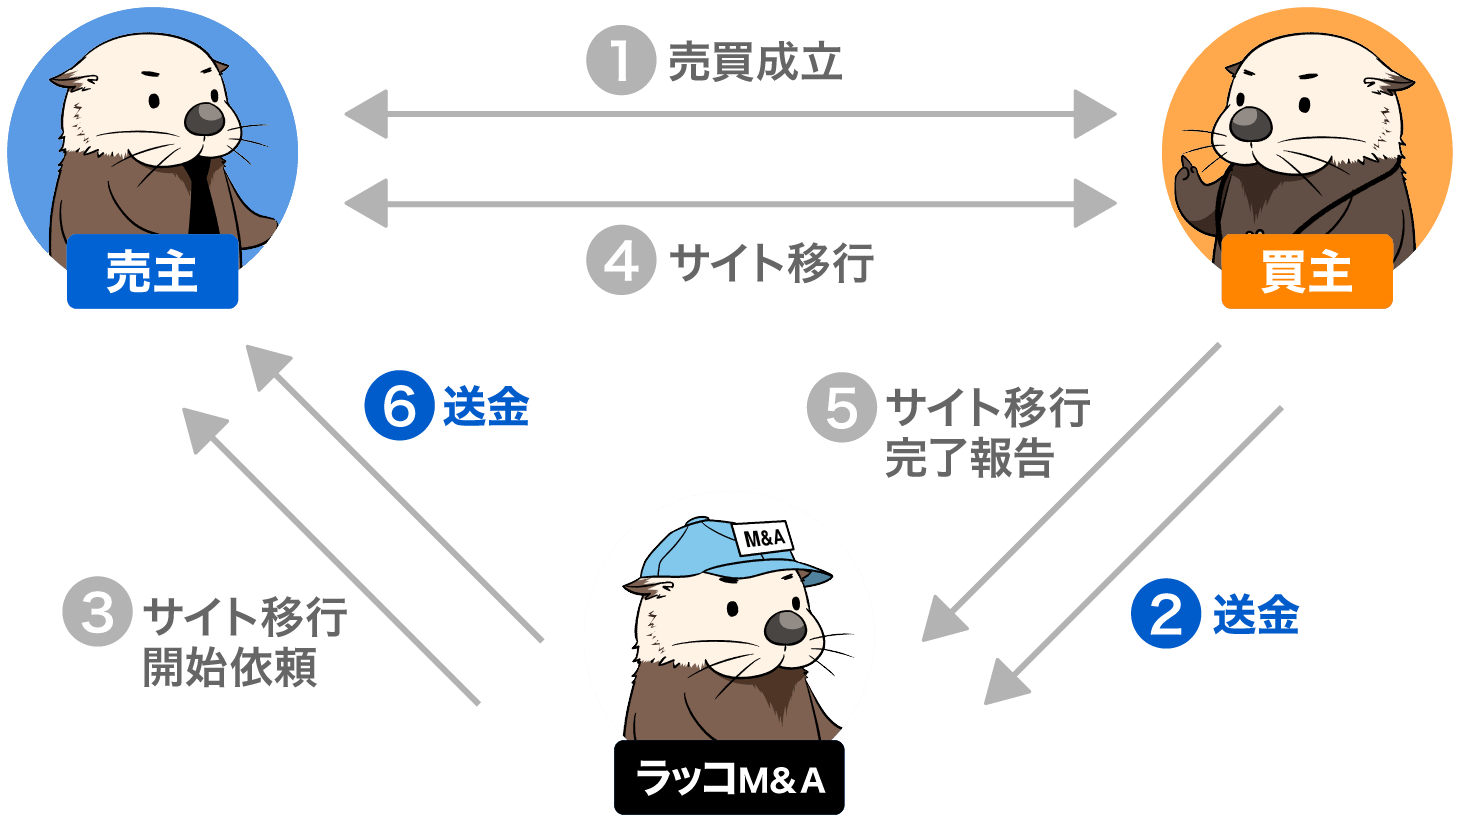 1 売買成立
売主
買主
4 サイト移行
6 送金
5 サイト移行
完了報告
3 サイト移行
開始依頼
2 送金
M&A
ラッコM&A